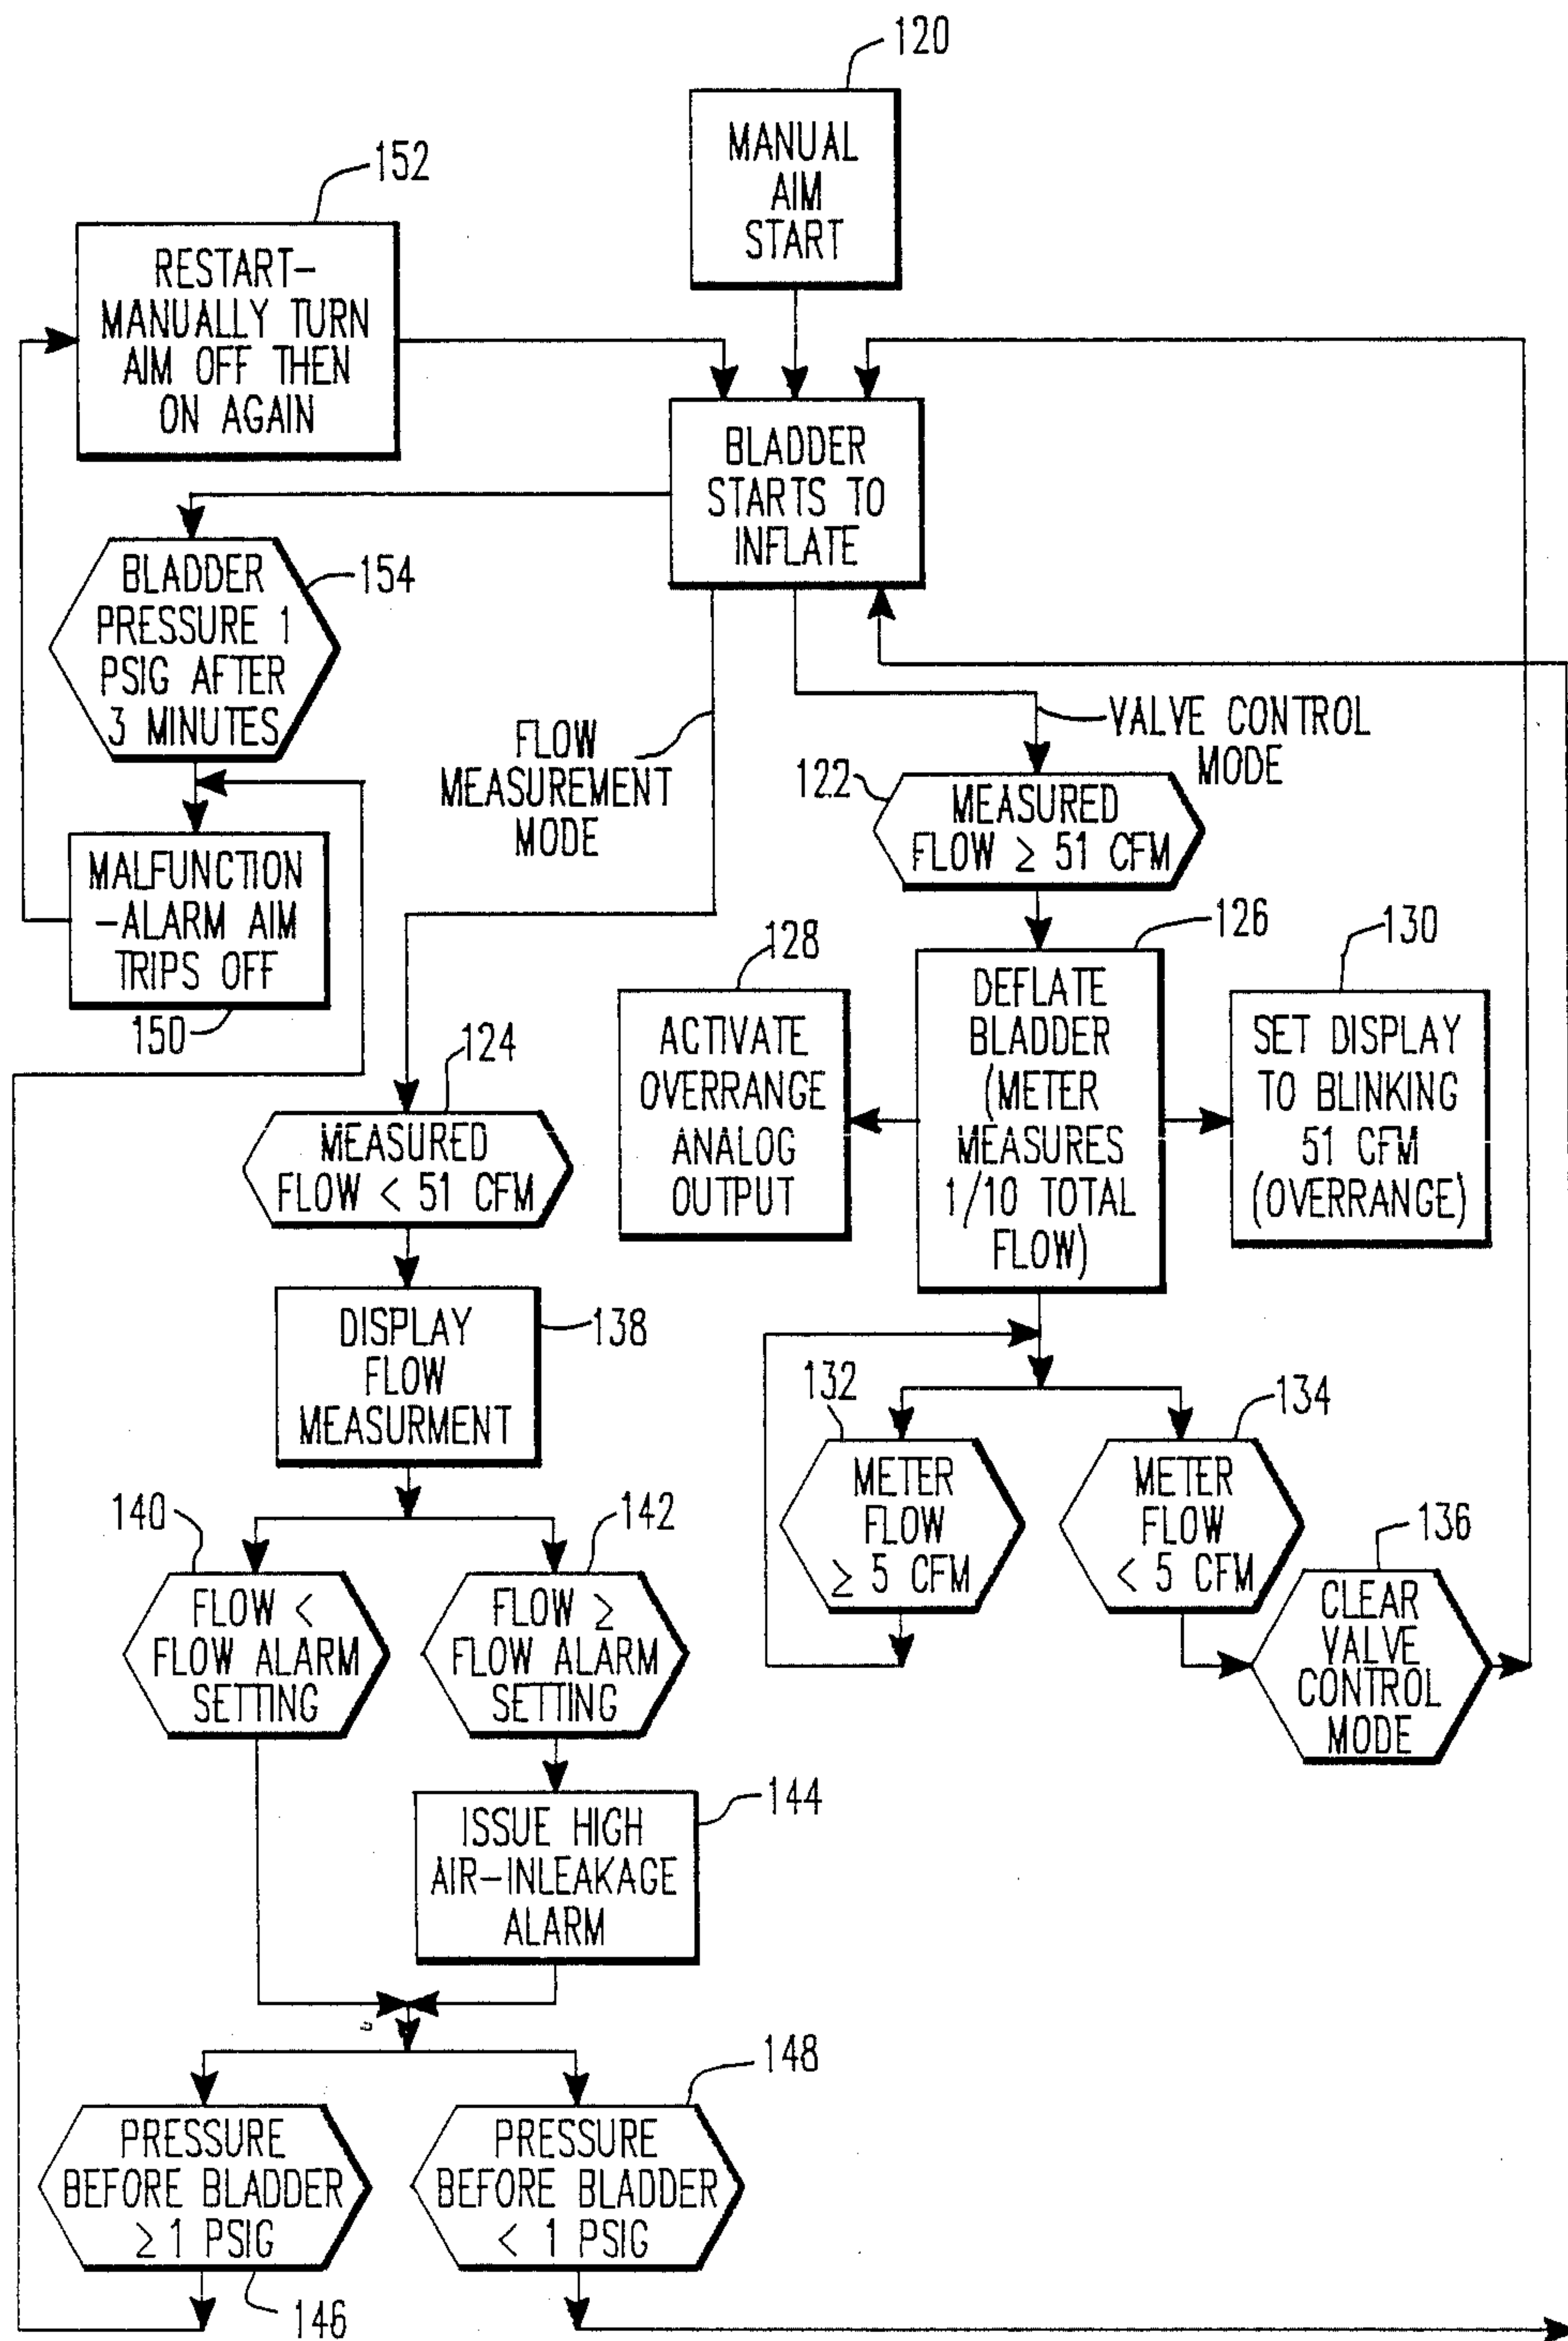 120
MANUAL
AIM
START
152
RESTART-
MANUALLY TURN
AIM OFF THEN
ON AGAIN
BLADDER
STARTS TO
INFLATE
BLADDER
PRESSURE 1
PSIG AFTER
3 MINUTES
154
FLOW
MEASUREMENT
MODE
VALVE CONTROL
MODE
122
MEASURED
FLOW ≥ 51 CFM
MALFUNCTION
-ALARM AIM
TRIPS OFF
150
124
MEASURED
FLOW < 51 CFM
128
ACTIVATE
OVERRANGE
ANALOG
OUTPUT
126
DEFLATE
BLADDER
(METER
MEASURES
1/10 TOTAL
FLOW)
130
SET DISPLAY
TO BLINKING
51 CFM
(OVERRANGE)
DISPLAY
FLOW
MEASURMENT
138
132
METER
FLOW
≥ 5 CFM
134
METER
FLOW
< 5 CFM
136
CLEAR
VALVE
CONTROL
MODE
140
FLOW <
FLOW ALARM
SETTING
142
FLOW ≥
FLOW ALARM
SETTING
144
ISSUE HIGH
AIR-INLEAKAGE
ALARM
PRESSURE
BEFORE BLADDER
≥ 1 PSIG
146
148
PRESSURE
BEFORE BLADDER
< 1 PSIG